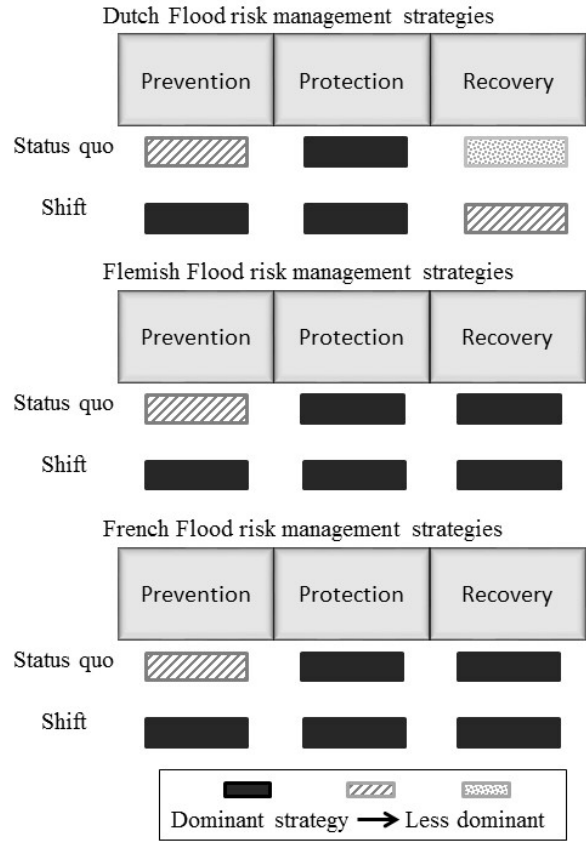 Dutch Flood risk management strategies
Prevention Protection Recovery
Status quo
Shift
Flemish Flood risk management strategies
Prevention Protection Recovery
Status quo
Shift
French Flood risk management strategies
Prevention Protection Recovery
Status quo
Shift
Dominant strategy Less dominant